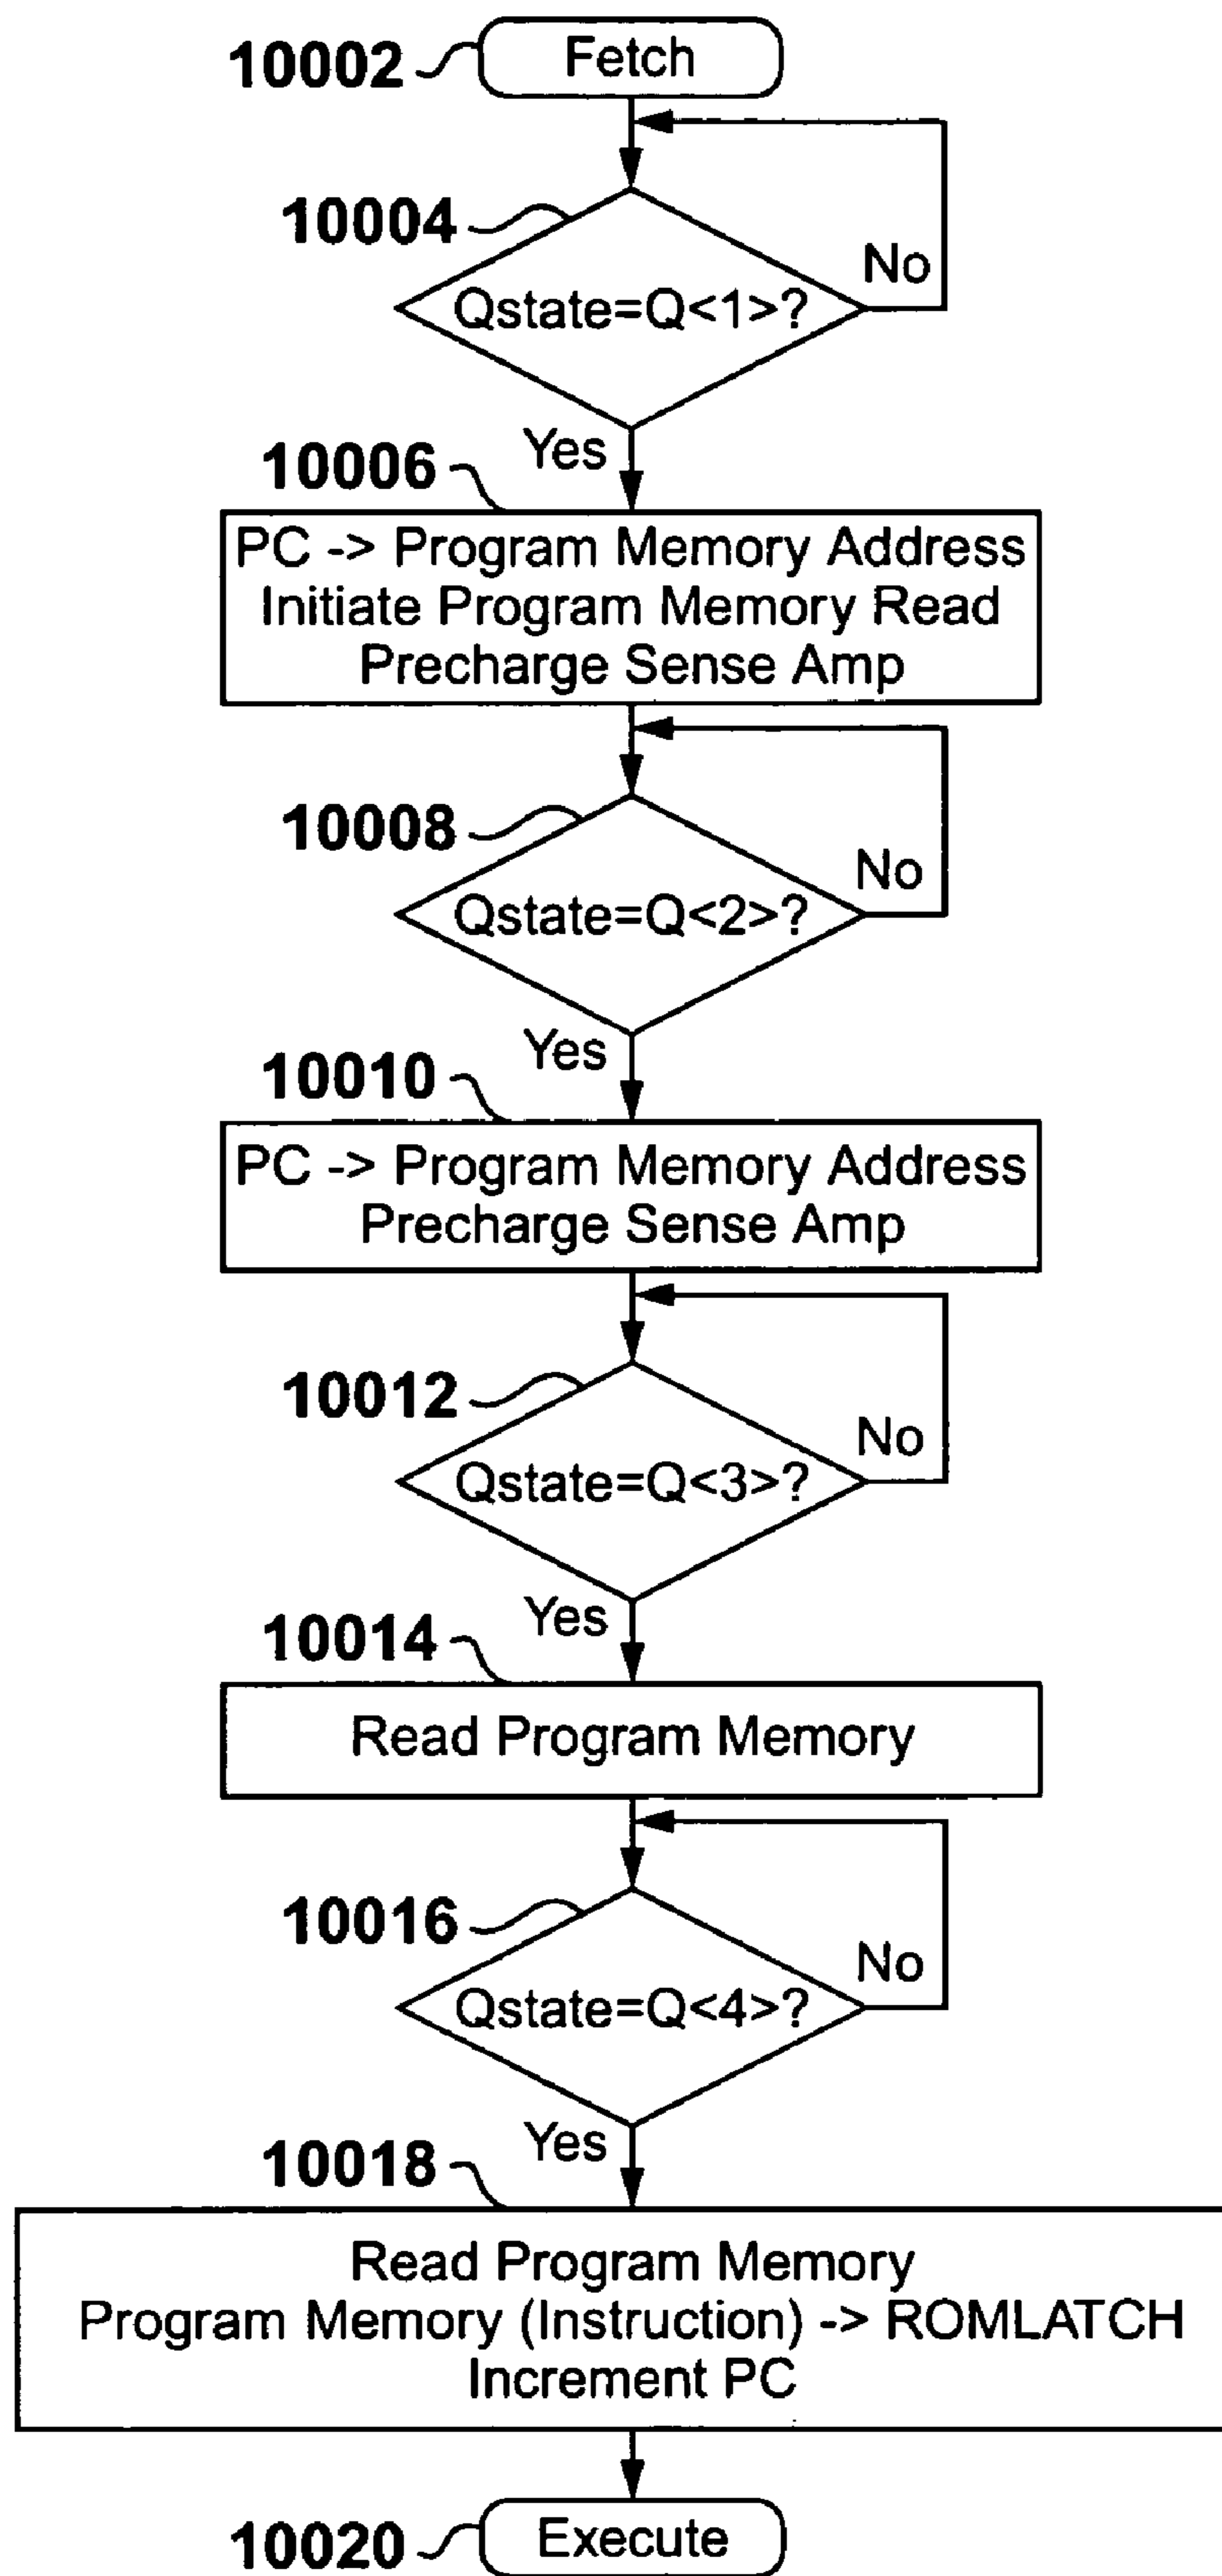 10002
Fetch
10004
No
Qstate=Q<1>?
Yes
10006
PC -> Program Memory Address
Initiate Program Memory Read
Precharge Sense Amp
10008
No
Qstate=Q<2>?
Yes
10010
PC -> Program Memory Address
Precharge Sense Amp
10012
No
Qstate=Q<3>?
Yes
10014
Read Program Memory
10016
No
Qstate=Q<4>?
Yes
10018
Read Program Memory
Program Memory (Instruction) -> ROMLATCH
Increment PC
10020
Execute